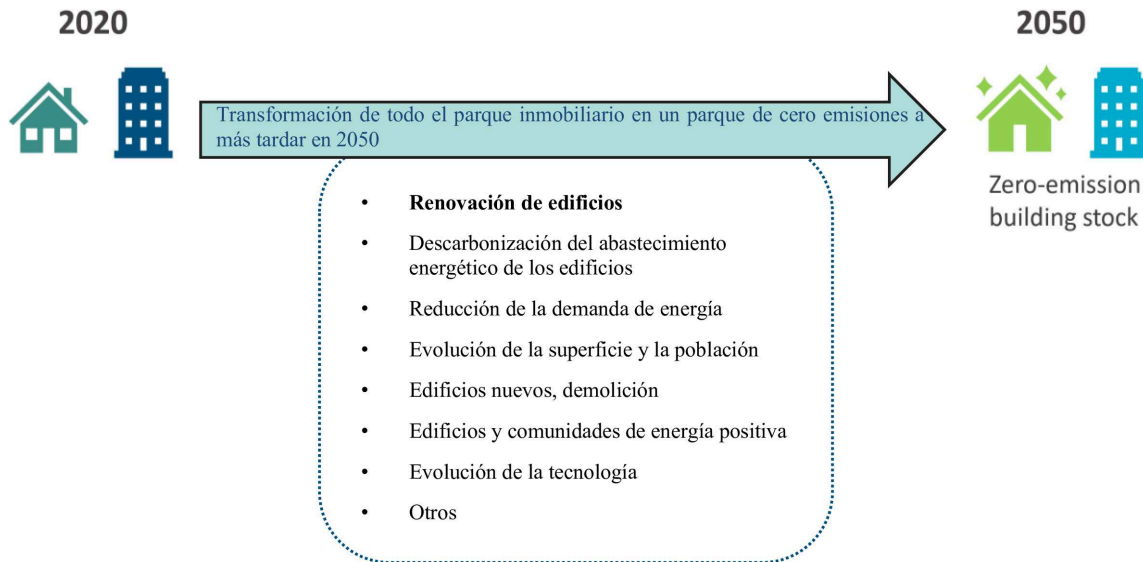 2020
2050
Transformación de todo el parque inmobiliario en un parque de cero emisiones a
más tardar en 2050
Zero-emission
building stock
• Renovación de edificios
• Descarbonización del abastecimiento
energético de los edificios
• Reducción de la demanda de energía
• Evolución de la superficie y la población
• Edificios nuevos, demolición
• Edificios y comunidades de energía positiva
• Evolución de la tecnología
• Otros